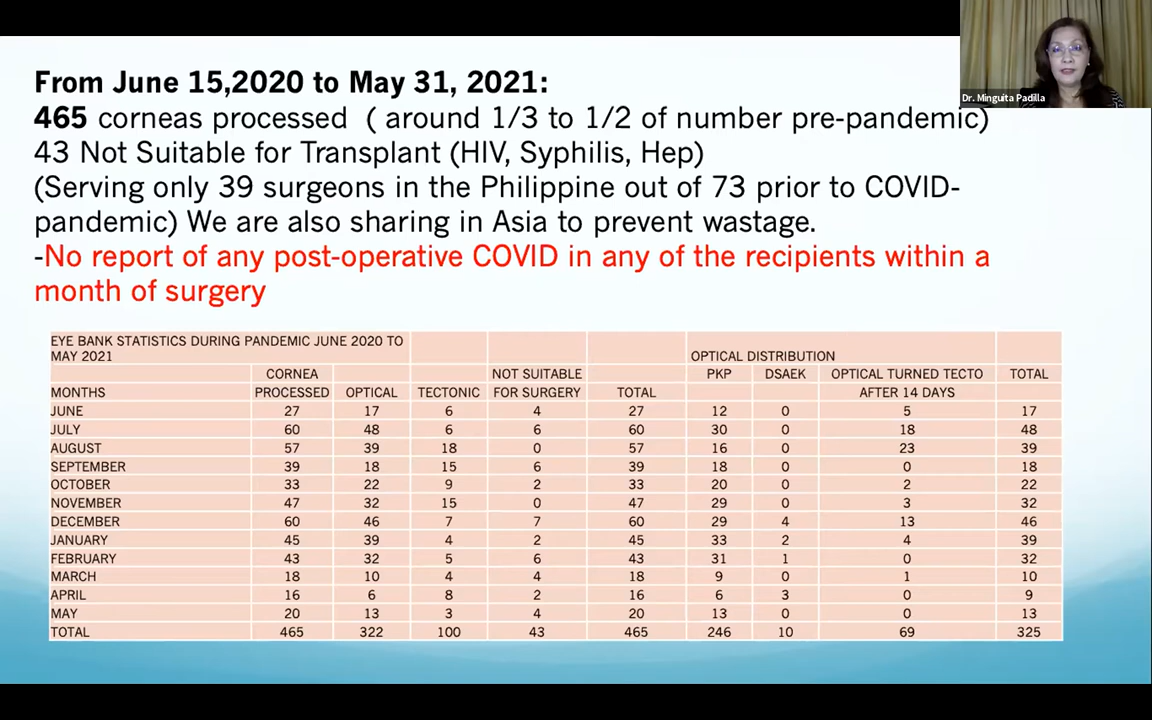 From June 15,2020 to May 31, 2021:
465 corneas processed ( around 1/3 to 1/2 of number pre-pandemic)
43 Not Suitable for Transplant (HIV, Syphilis, Hep)
(Serving only 39 surgeons in the Philippine out of 73 prior to COVID-
pandemic) We are also sharing in Asia to prevent wastage.
-No report of any post-operative COVID in any of the recipients within a
month of surgery
Dr. Minguita Padilla
EYE BANK STATISTICS DURING PANDEMIC JUNE 2020 TO
MAY 2021 OPTICAL DISTRIBUTION
CORNEA NOT SUITABLE PKP DSAEK OPTICAL TURNED TECTO TOTAL
MONTHS PROCESSED OPTICAL TECTONIC FOR SURGERY TOTAL AFTER 14 DAYS
JUNE 27 17 6 4 27 12 0 5 17
JULY 60 48 6 6 60 30 0 18 48
AUGUST 57 39 18 0 57 16 0 23 39
SEPTEMBER 39 18 15 6 39 18 0 0 18
OCTOBER 33 22 9 2 33 20 0 2 22
NOVEMBER 47 32 15 0 47 29 0 3 32
DECEMBER 60 46 7 7 60 29 4 13 46
JANUARY 45 39 4 2 45 33 2 4 39
FEBRUARY 43 32 5 6 43 31 1 0 32
MARCH 18 10 4 4 18 9 0 1 10
APRIL 16 6 8 2 16 6 3 0 9
MAY 20 13 3 4 20 13 0 0 13
TOTAL 465 322 100 43 465 246 10 69 325